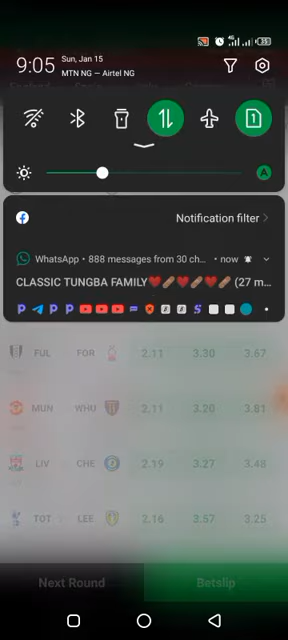 4G
35
9:05
Sun, Jan 15
MTN NG — Airtel NG
1
A
Notification filter
WhatsApp • 888 messages from 30 ch... • now
CLASSIC TUNGBA FAMILY❤️🥖❤️🥖❤️🥖 (27 m...
FUL FOR 2.11 3.30 3.67
MUN WHU 2.11 3.20 3.81
LIV CHE 2.19 3.27 3.48
TOT LEE 2.16 3.57 3.25
Next Round Betslip